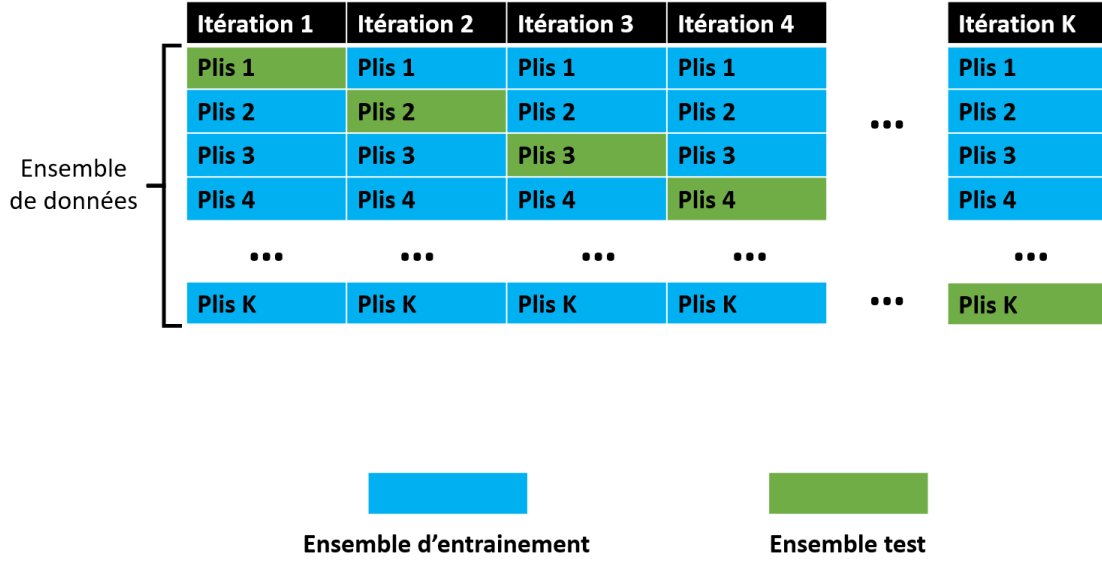 Itération 1 Itération 2 Itération 3 Itération 4 Itération K
Plis 1 Plis 1 Plis 1 Plis 1 Plis 1
Plis 2 Plis 2 Plis 2 Plis 2 ... Plis 2
Plis 3 Plis 3 Plis 3 Plis 3 Plis 3
Ensemble
de données
Plis 4 Plis 4 Plis 4 Plis 4 Plis 4
... ... ... ... ...
Plis K Plis K Plis K Plis K ... Plis K
Ensemble d’entrainement Ensemble test